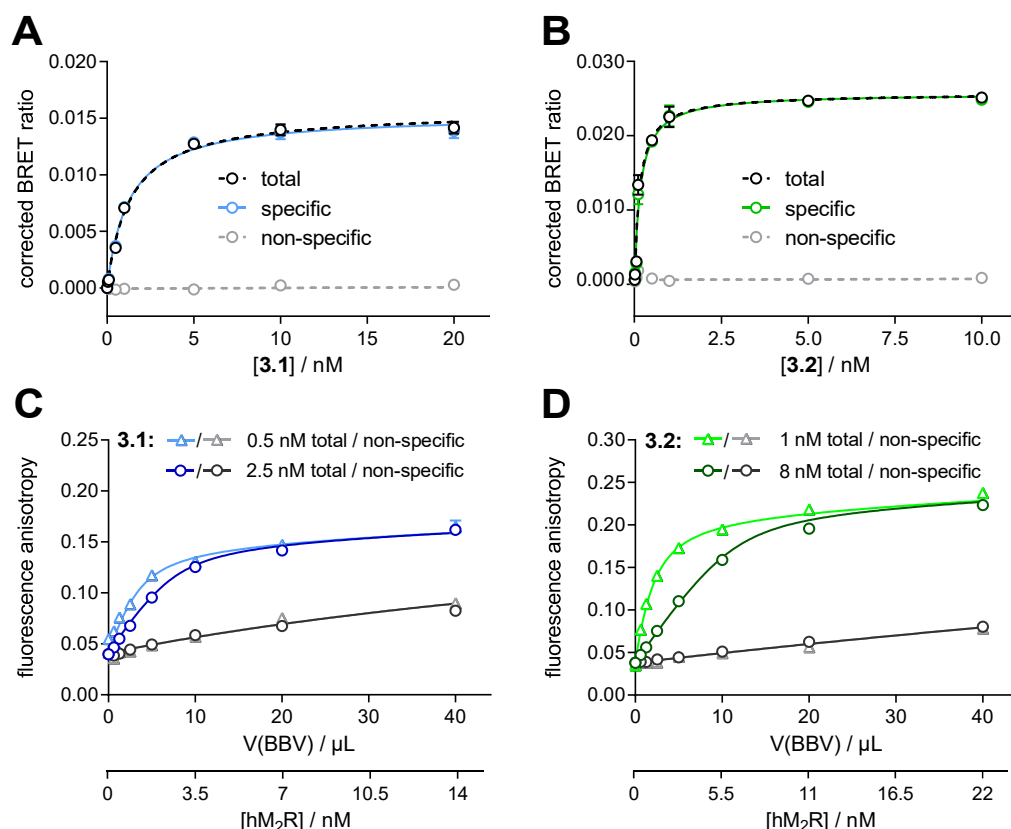 A
0.020
0.015
0.010
0.005
0.000
corrected BRET ratio
total
specific
non-specific
0 5 10 15 20
[3.1] / nM
B
0.030
0.020
0.010
0.000
corrected BRET ratio
total
specific
non-specific
0 2.5 5.0 7.5 10.0
[3.2] / nM
C
3.1: / 0.5 nM total / non-specific
/ 2.5 nM total / non-specific
0.25
0.20
0.15
0.10
0.05
0.00
fluorescence anisotropy
0 10 20 30 40
V(BBV) / µL
0 3.5 7 10.5 14
[hM₂R] / nM
D
3.2: / 1 nM total / non-specific
/ 8 nM total / non-specific
0.30
0.25
0.20
0.15
0.10
0.05
0.00
fluorescence anisotropy
0 10 20 30 40
V(BBV) / µL
0 5.5 11 16.5 22
[hM₂R] / nM